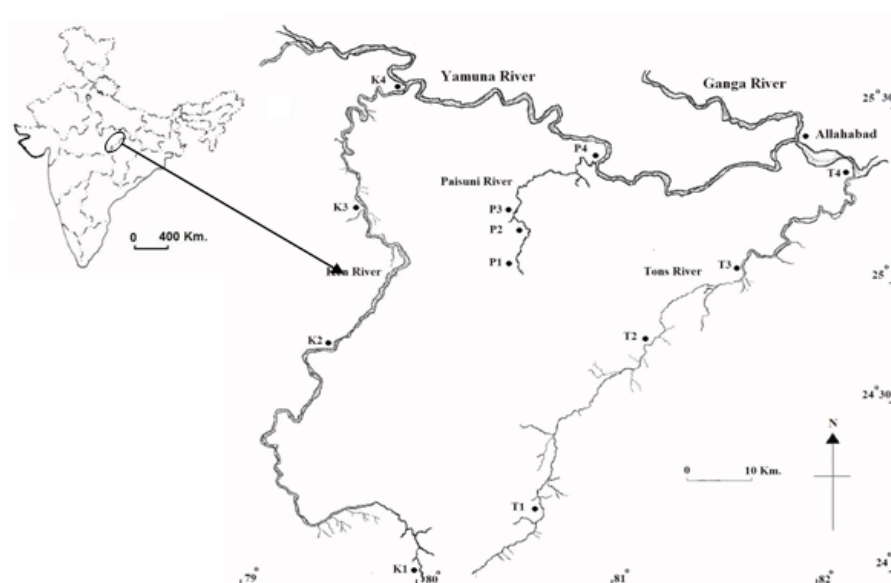 K4
Yamuna River
Ganga River
25°30
Allahabad
P4
T4
Paisuni River
K3
P3
P2
0 400 Km.
P1
River
Tons River
T3
25°
K2
T2
24°30
N
0 10 Km.
T1
K1
79°
80°
81°
82°
24°